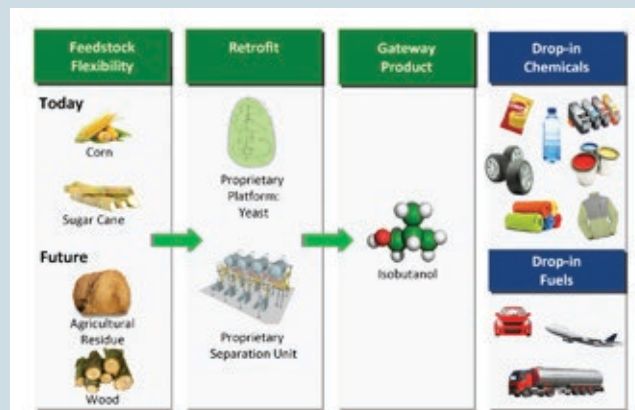 Feedstock
Flexibility
Today
Corn
Sugar Cane
Future
Agricultural
Residue
Wood
Retrofit
Proprietary
Platform:
Yeast
Proprietary
Separation Unit
Gateway
Product
Isobutanol
Drop-in
Chemicals
Drop-in
Fuels